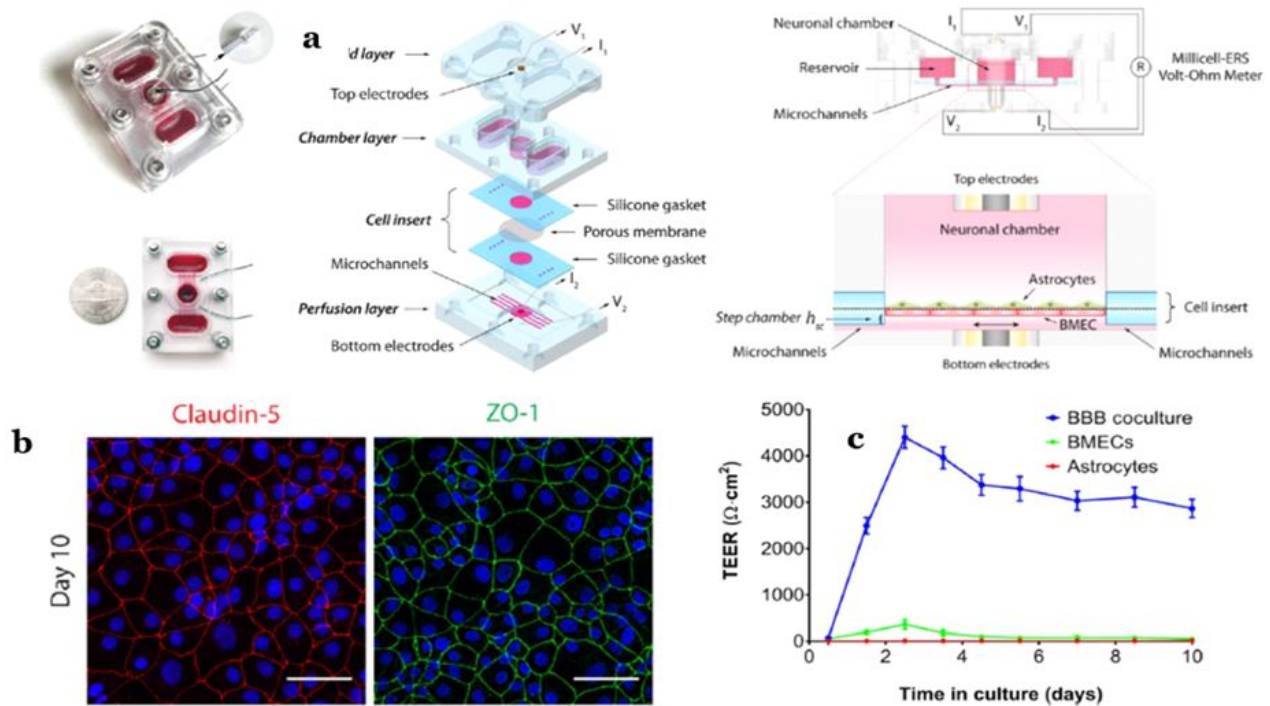 a
'd layer
V1
I1
Top electrodes
Chamber layer
Cell insert
Silicone gasket
Porous membrane
Silicone gasket
Microchannels
I2
V2
Perfusion layer
Bottom electrodes
Neuronal chamber
I1
V1
Reservoir
R
Millicell-ERS
Volt-Ohm Meter
Microchannels
V2
I2
Top electrodes
Neuronal chamber
Astrocytes
Cell insert
Step chamber hsc
BMEC
Microchannels
Microchannels
Bottom electrodes
b
Claudin-5
ZO-1
Day 10
c
5000
4000
3000
2000
1000
0
TEER (Ω·cm²)
BBB coculture
BMECs
Astrocytes
0 2 4 6 8 10
Time in culture (days)